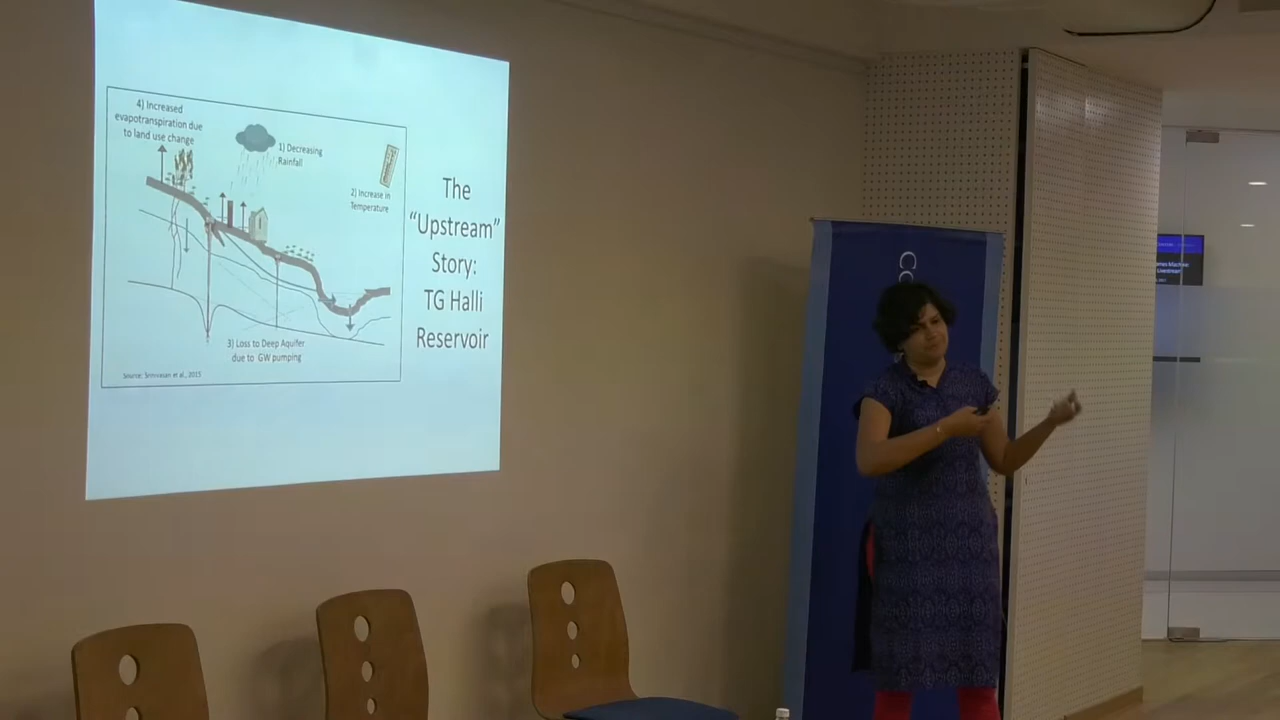 4) Increased
evapotranspiration due
to land use change
1) Decreasing
Rainfall
2) Increase in
Temperature
3) Loss to Deep Aquifer
due to GW pumping
Source: Srinivasan et al., 2015
The
“Upstream”
Story:
TG Halli
Reservoir
Livestream